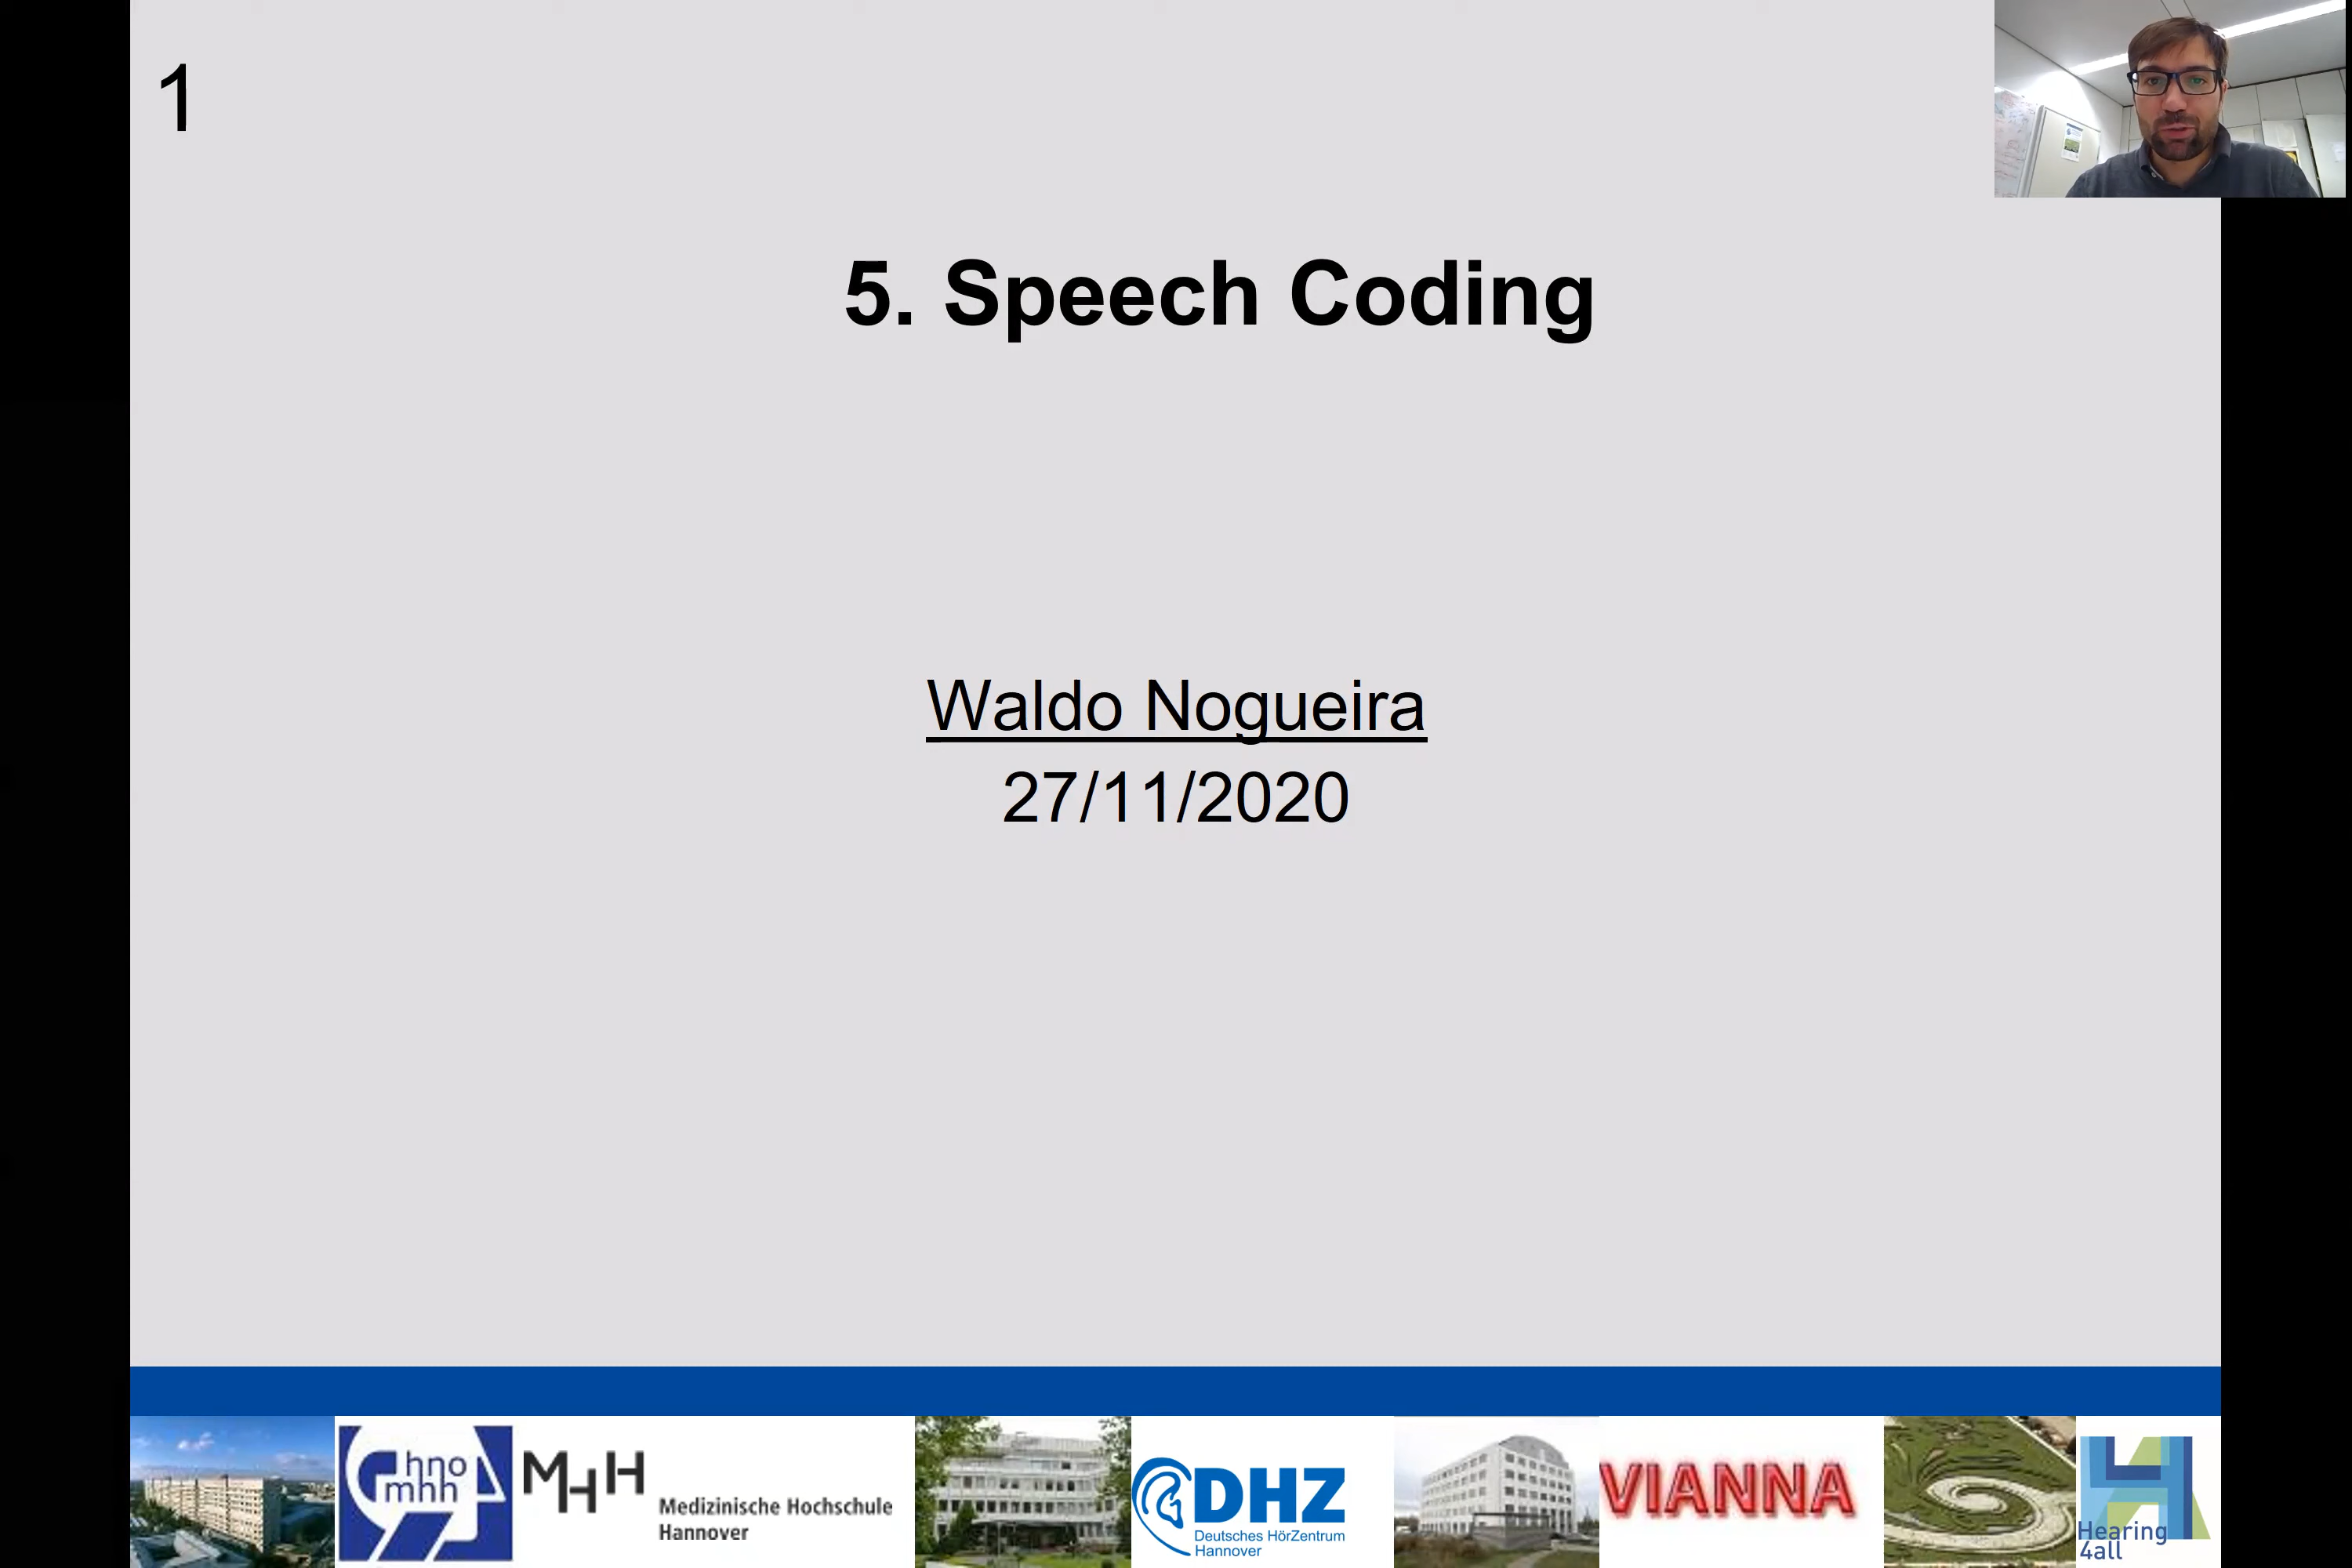 1
5. Speech Coding
Waldo Nogueira
27/11/2020
hno
mhh
MHH
Medizinische Hochschule
Hannover
DHZ
Deutsches HörZentrum
Hannover
VIANNA
Hearing
4all